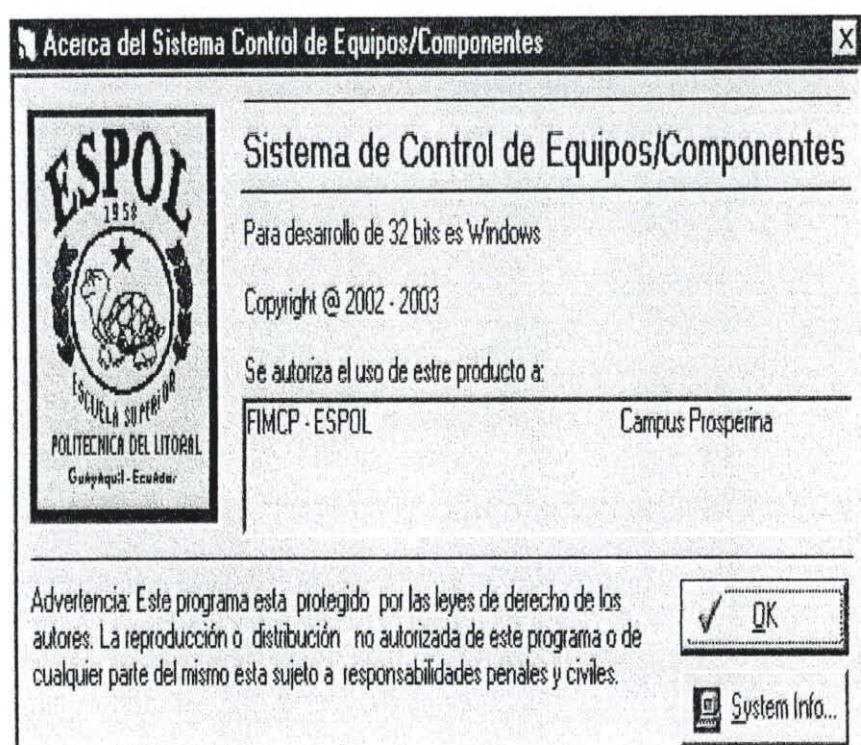 Acerca del Sistema Control de Equipos/Componentes
X
ESPOL
1958
ESCUELA SUPERIOR
POLITECNICA DEL LITORAL
Guayaquil - Ecuador
Sistema de Control de Equipos/Componentes
Para desarrollo de 32 bits es Windows
Copyright @ 2002 - 2003
Se autoriza el uso de estre producto a:
FIMCP - ESPOL Campus Prosperina
Advertencia: Este programa esta protegido por las leyes de derecho de los
autores. La reproducción o distribución no autorizada de este programa o de
cualquier parte del mismo esta sujeto a responsabilidades penales y civiles.
OK
System Info...